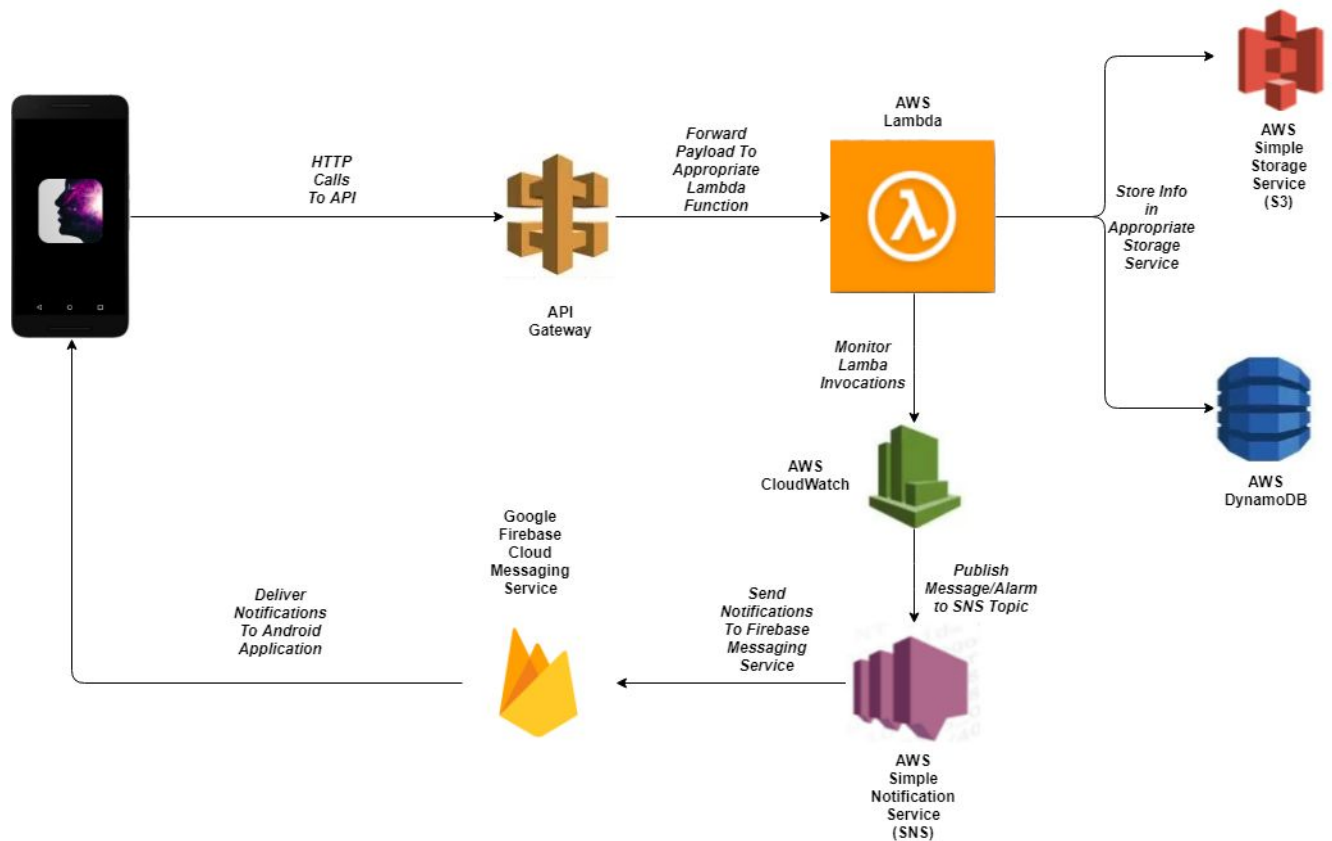 AWS
Lambda
HTTP
Calls
To API
Forward
Payload To
Appropriate
Lambda
Function
API
Gateway
AWS
Simple
Storage
Service
(S3)
Store Info
in
Appropriate
Storage
Service
AWS
DynamoDB
Monitor
Lamba
Invocations
AWS
CloudWatch
Publish
Message/Alarm
to SNS Topic
AWS
Simple
Notification
Service
(SNS)
Send
Notifications
To Firebase
Messaging
Service
Google
Firebase
Cloud
Messaging
Service
Deliver
Notifications
To Android
Application